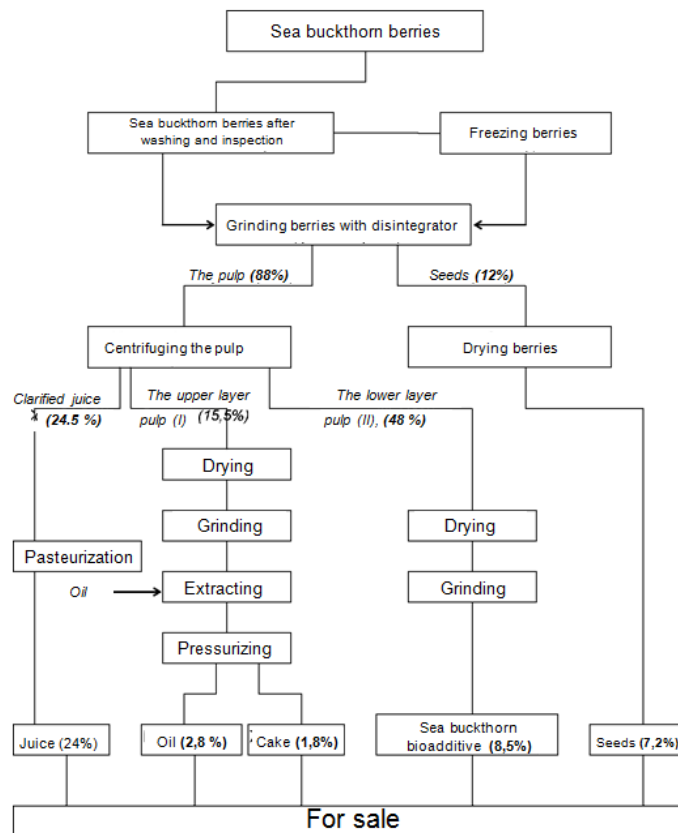 Sea buckthorn berries
Sea buckthorn berries after
washing and inspection
Freezing berries
Grinding berries with disintegrator
The pulp (88%)
Seeds (12%)
Centrifuging the pulp
Drying berries
Clarified juice
(24.5 %)
The upper layer
pulp (I) (15,5%)
The lower layer
pulp (II), (48 %)
Drying
Grinding
Drying
Pasteurization
Oil
Extracting
Grinding
Pressurizing
Juice (24%)
Oil (2,8 %)
Cake (1,8%)
Sea buckthorn
bioadditive (8,5%)
Seeds (7,2%)
For sale